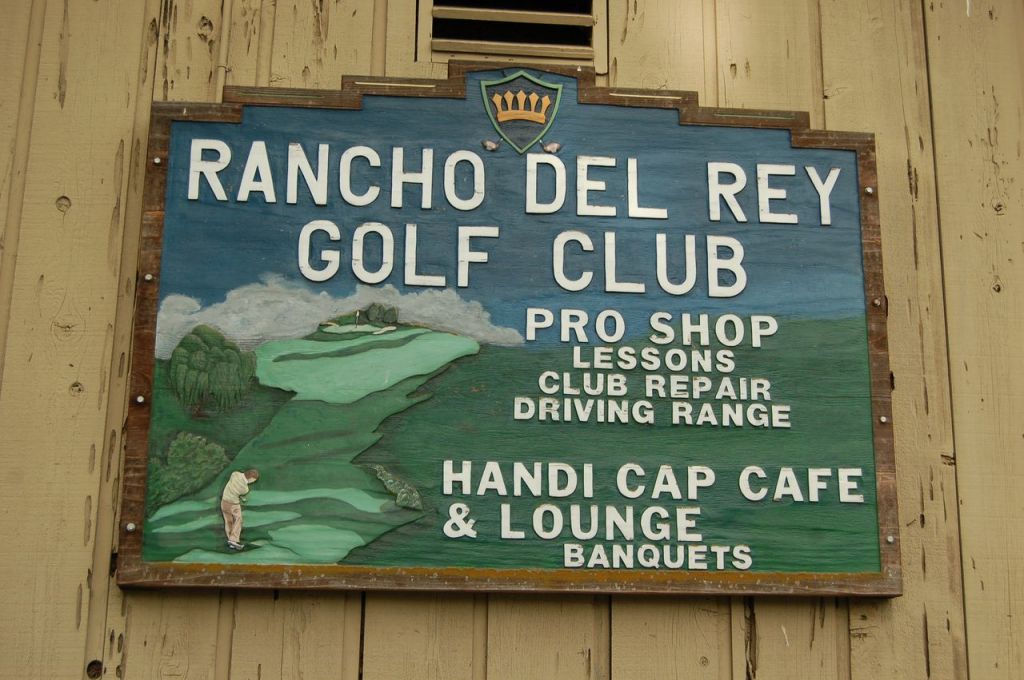 RANCHO DEL REY
GOLF CLUB
PRO SHOP
LESSONS
CLUB REPAIR
DRIVING RANGE
HANDI CAP CAFE
& LOUNGE
BANQUETS